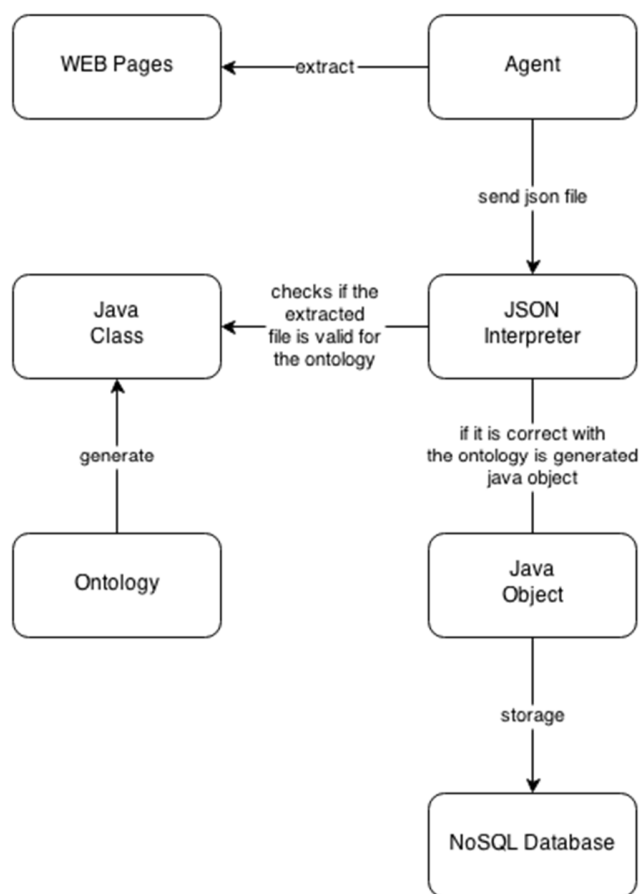 WEB Pages
extract
Agent
send json file
Java
Class
checks if the
extracted
file is valid for
the ontology
JSON
Interpreter
generate
if it is correct with
the ontology is generated
java object
Ontology
Java
Object
storage
NoSQL Database